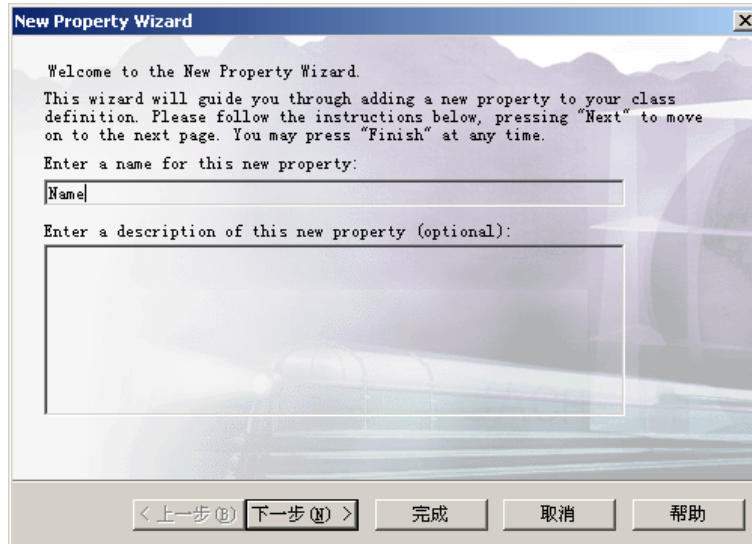 New Property Wizard
Welcome to the New Property Wizard.
This wizard will guide you through adding a new property to your class
definition. Please follow the instructions below, pressing "Next" to move
on to the next page. You may press "Finish" at any time.
Enter a name for this new property:
Name
Enter a description of this new property (optional):
< 上一步(B) 下一步(N) > 完成 取消 帮助